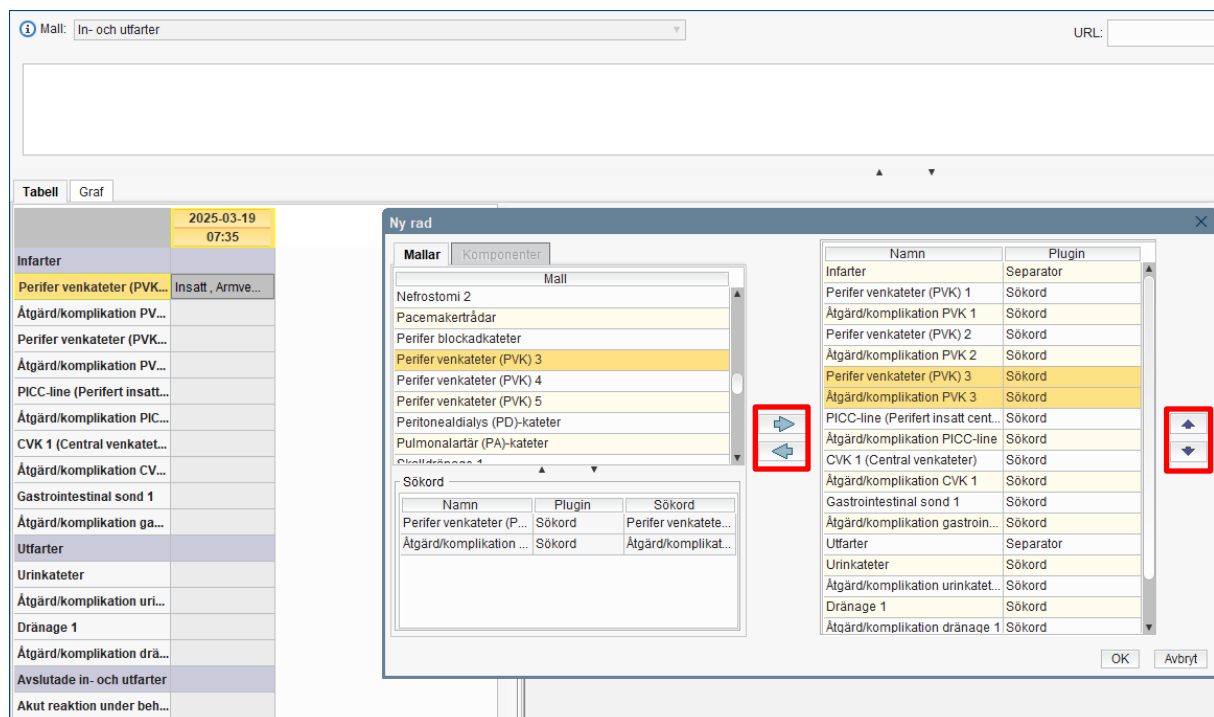 Mall: In- och utfarter URL:
Tabell Graf
2025-03-19
07:35
Infarter
Perifer venkateter (PVK... Insatt , Armve...
Åtgärd/komplikation PV...
Perifer venkateter (PVK...
Åtgärd/komplikation PV...
PICC-line (Perifert insatt...
Åtgärd/komplikation PIC...
CVK 1 (Central venkatet...
Åtgärd/komplikation CV...
Gastrointestinal sond 1
Åtgärd/komplikation ga...
Utfarter
Urinkateter
Åtgärd/komplikation uri...
Dränage 1
Åtgärd/komplikation drä...
Avslutade in- och utfarter
Akut reaktion under beh...
Ny rad
Mallar Komponenter
Mall
Nefrostomi 2
Pacemakertrådar
Perifer blockadkateter
Perifer venkateter (PVK) 3
Perifer venkateter (PVK) 4
Perifer venkateter (PVK) 5
Peritonealdialys (PD)-kateter
Pulmonalartär (PA)-kateter
Skalldränage 1
Sökord
Namn Plugin Sökord
Perifer venkateter (P... Sökord Perifer venkatete...
Åtgärd/komplikation ... Sökord Åtgärd/komplikat...
Namn Plugin
Infarter Separator
Perifer venkateter (PVK) 1 Sökord
Åtgärd/komplikation PVK 1 Sökord
Perifer venkateter (PVK) 2 Sökord
Åtgärd/komplikation PVK 2 Sökord
Perifer venkateter (PVK) 3 Sökord
Åtgärd/komplikation PVK 3 Sökord
PICC-line (Perifert insatt cent... Sökord
Åtgärd/komplikation PICC-line Sökord
CVK 1 (Central venkateter) Sökord
Åtgärd/komplikation CVK 1 Sökord
Gastrointestinal sond 1 Sökord
Åtgärd/komplikation gastroin... Sökord
Utfarter Separator
Urinkateter Sökord
Åtgärd/komplikation urinkatet... Sökord
Dränage 1 Sökord
Åtgärd/komplikation dränage 1 Sökord
OK Avbryt